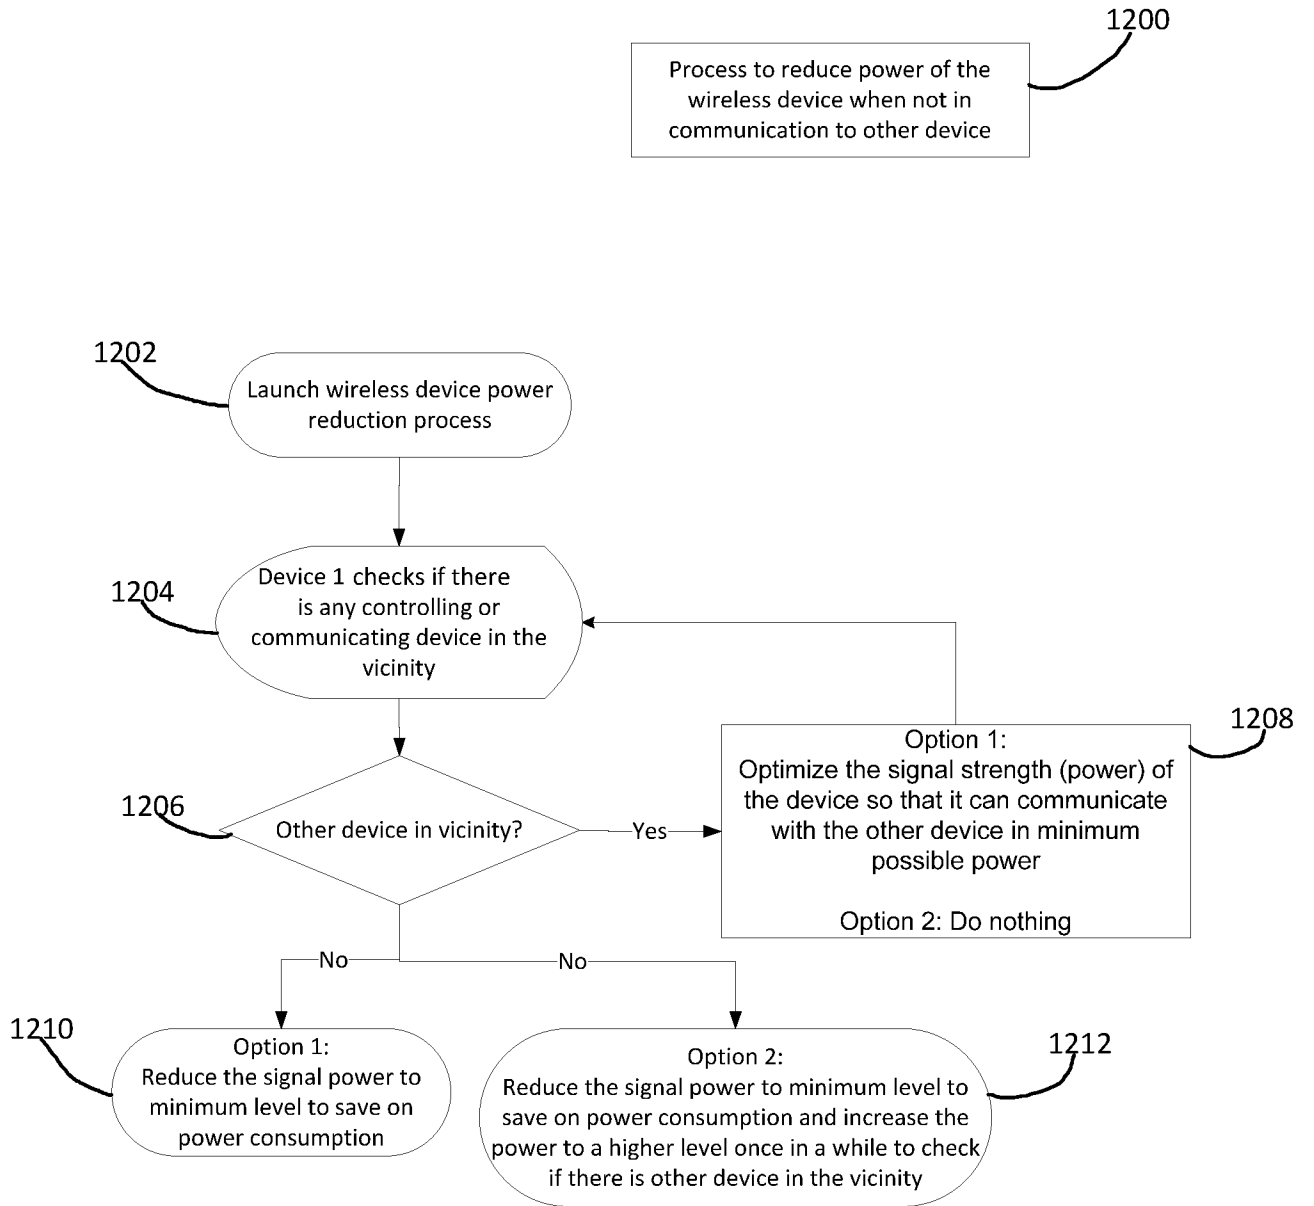 1200
Process to reduce power of the
wireless device when not in
communication to other device
1202
Launch wireless device power
reduction process
1204
Device 1 checks if there
is any controlling or
communicating device in the
vicinity
1206
Other device in vicinity?
Yes
1208
Option 1:
Optimize the signal strength (power) of
the device so that it can communicate
with the other device in minimum
possible power
Option 2: Do nothing
No
No
1210
Option 1:
Reduce the signal power to
minimum level to save on
power consumption
1212
Option 2:
Reduce the signal power to minimum level to
save on power consumption and increase the
power to a higher level once in a while to check
if there is other device in the vicinity